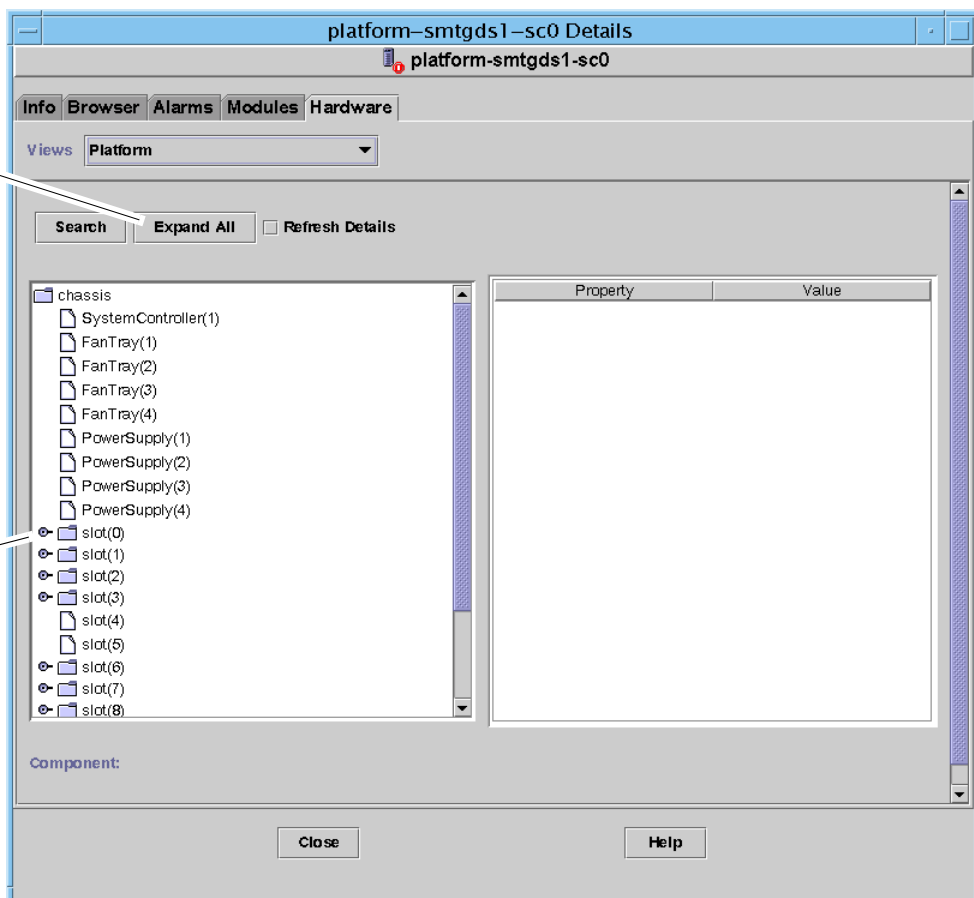 platform–smtgds1–sc0 Details
platform-smtgds1-sc0
Info Browser Alarms Modules Hardware
Views Platform
Search Expand All Refresh Details
Property Value
chassis
SystemController(1)
FanTray(1)
FanTray(2)
FanTray(3)
FanTray(4)
PowerSupply(1)
PowerSupply(2)
PowerSupply(3)
PowerSupply(4)
slot(0)
slot(1)
slot(2)
slot(3)
slot(4)
slot(5)
slot(6)
slot(7)
slot(8)
Component:
Close Help